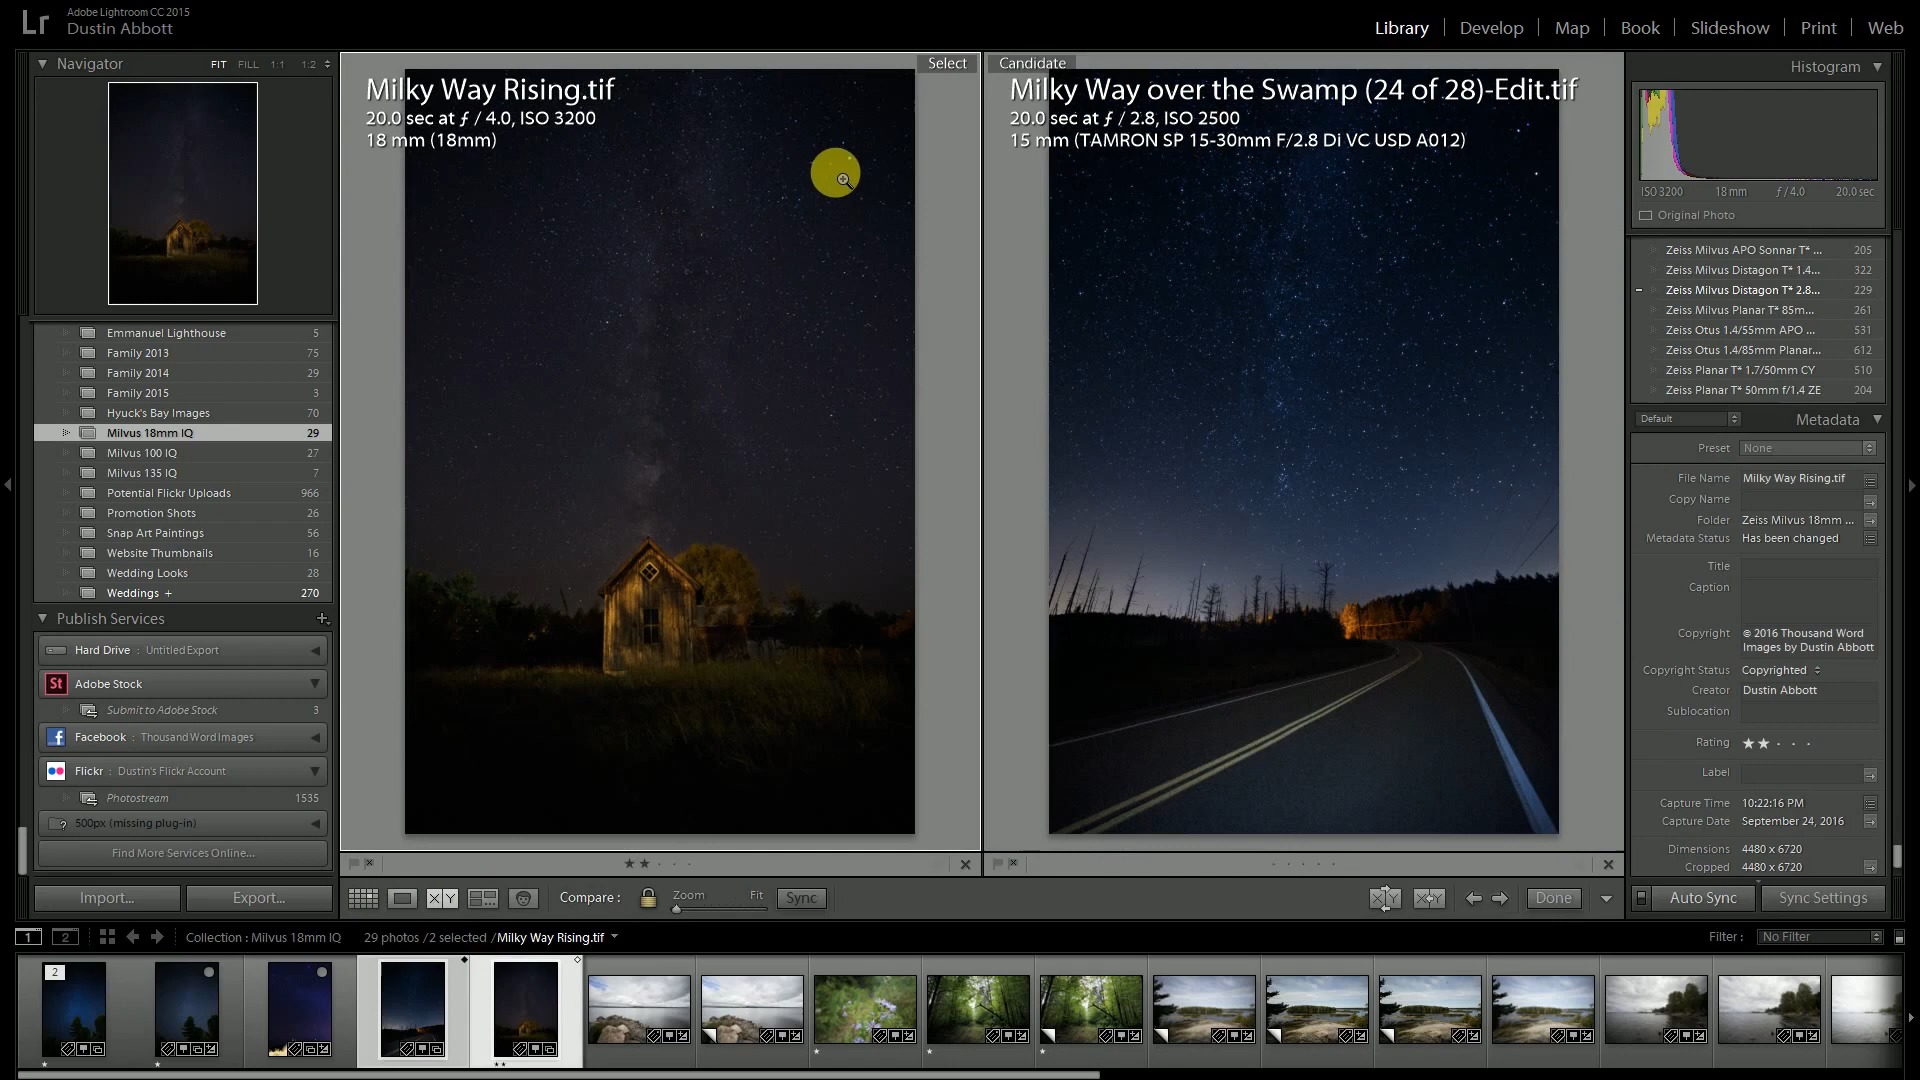 Lr
Adobe Lightroom CC 2015
Dustin Abbott
Library
Develop
Map
Book
Slideshow
Print
Web
Navigator
FIT FILL 1:1 1:2
Emmanuel Lighthouse 5
Family 2013 75
Family 2014 29
Family 2015 3
Hyuck's Bay Images 70
Milvus 18mm IQ 29
Milvus 100 IQ 27
Milvus 135 IQ 7
Potential Flickr Uploads 966
Promotion Shots 26
Snap Art Paintings 56
Website Thumbnails 16
Wedding Looks 28
Weddings + 270
Publish Services
Hard Drive : Untitled Export
St Adobe Stock
Submit to Adobe Stock 3
f Facebook : Thousand Word Images
Flickr : Dustin's Flickr Account
Photostream 1535
500px (missing plug-in)
Find More Services Online...
Import...
Export...
Select
Milky Way Rising.tif
20.0 sec at ƒ / 4.0, ISO 3200
18 mm (18mm)
Candidate
Milky Way over the Swamp (24 of 28)-Edit.tif
20.0 sec at ƒ / 2.8, ISO 2500
15 mm (TAMRON SP 15-30mm F/2.8 Di VC USD A012)
X Y
Compare :
Zoom Fit
Sync
Done
Histogram
ISO 3200 18 mm ƒ / 4.0 20.0 sec
Original Photo
Zeiss Milvus APO Sonnar T* ... 205
Zeiss Milvus Distagon T* 1.4... 322
Zeiss Milvus Distagon T* 2.8... 229
Zeiss Milvus Planar T* 85m... 261
Zeiss Otus 1.4/55mm APO ... 531
Zeiss Otus 1.4/85mm Planar... 612
Zeiss Planar T* 1.7/50mm CY 510
Zeiss Planar T* 50mm f/1.4 ZE 204
Default
Metadata
Preset None
File Name Milky Way Rising.tif
Copy Name
Folder Zeiss Milvus 18mm ...
Metadata Status Has been changed
Title
Caption
Copyright © 2016 Thousand Word
Images by Dustin Abbott
Copyright Status Copyrighted
Creator Dustin Abbott
Sublocation
Rating
Label
Capture Time 10:22:16 PM
Capture Date September 24, 2016
Dimensions 4480 x 6720
Cropped 4480 x 6720
Auto Sync
Sync Settings
1 2
Collection : Milvus 18mm IQ
29 photos /2 selected /Milky Way Rising.tif
Filter : No Filter
2